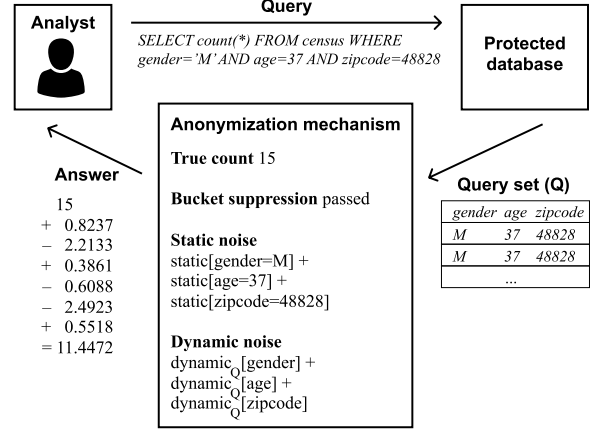 Query
Analyst
SELECT count(*) FROM census WHERE
gender='M' AND age=37 AND zipcode=48828
Protected
database
Anonymization mechanism
True count 15
Bucket suppression passed
Static noise
static[gender=M] +
static[age=37] +
static[zipcode=48828]
Dynamic noise
dynamicQ[gender] +
dynamicQ[age] +
dynamicQ[zipcode]
Query set (Q)
gender age zipcode
M 37 48828
M 37 48828
...
Answer
15
+ 0.8237
– 2.2133
+ 0.3861
– 0.6088
– 2.4923
+ 0.5518
= 11.4472